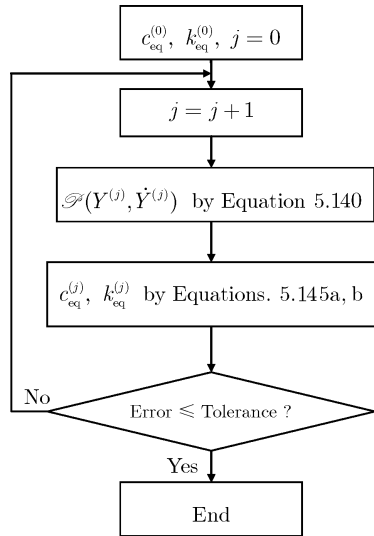 c_eq^(0), k_eq^(0), j = 0
j = j + 1
𝒫(Y^(j), Ẏ^(j)) by Equation 5.140
c_eq^(j), k_eq^(j) by Equations. 5.145a, b
Error ⩽ Tolerance ?
No
Yes
End